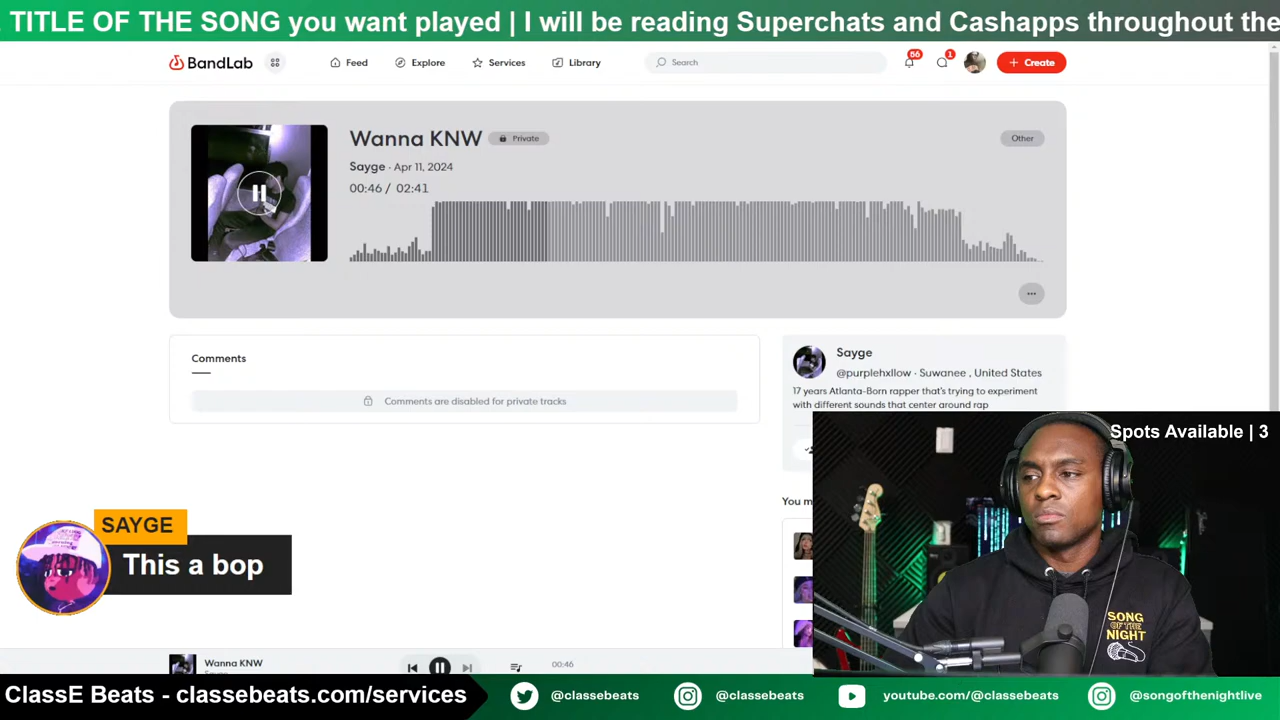 TITLE OF THE SONG you want played | I will be reading Superchats and Cashapps throughout the
BandLab
Feed
Explore
Services
Library
Search
56
1
+ Create
Wanna KNW
Private
Other
Sayge · Apr 11, 2024
00:46 / 02:41
Comments
Comments are disabled for private tracks
Sayge
@purplehxllow · Suwanee , United States
17 years Atlanta-Born rapper that's trying to experiment
with different sounds that center around rap
You m
Spots Available | 3
SAYGE
This a bop
SONG
OF THE
NIGHT
Wanna KNW
00:46
ClassE Beats - classebeats.com/services
@classebeats
@classebeats
youtube.com/@classebeats
@songofthenightlive